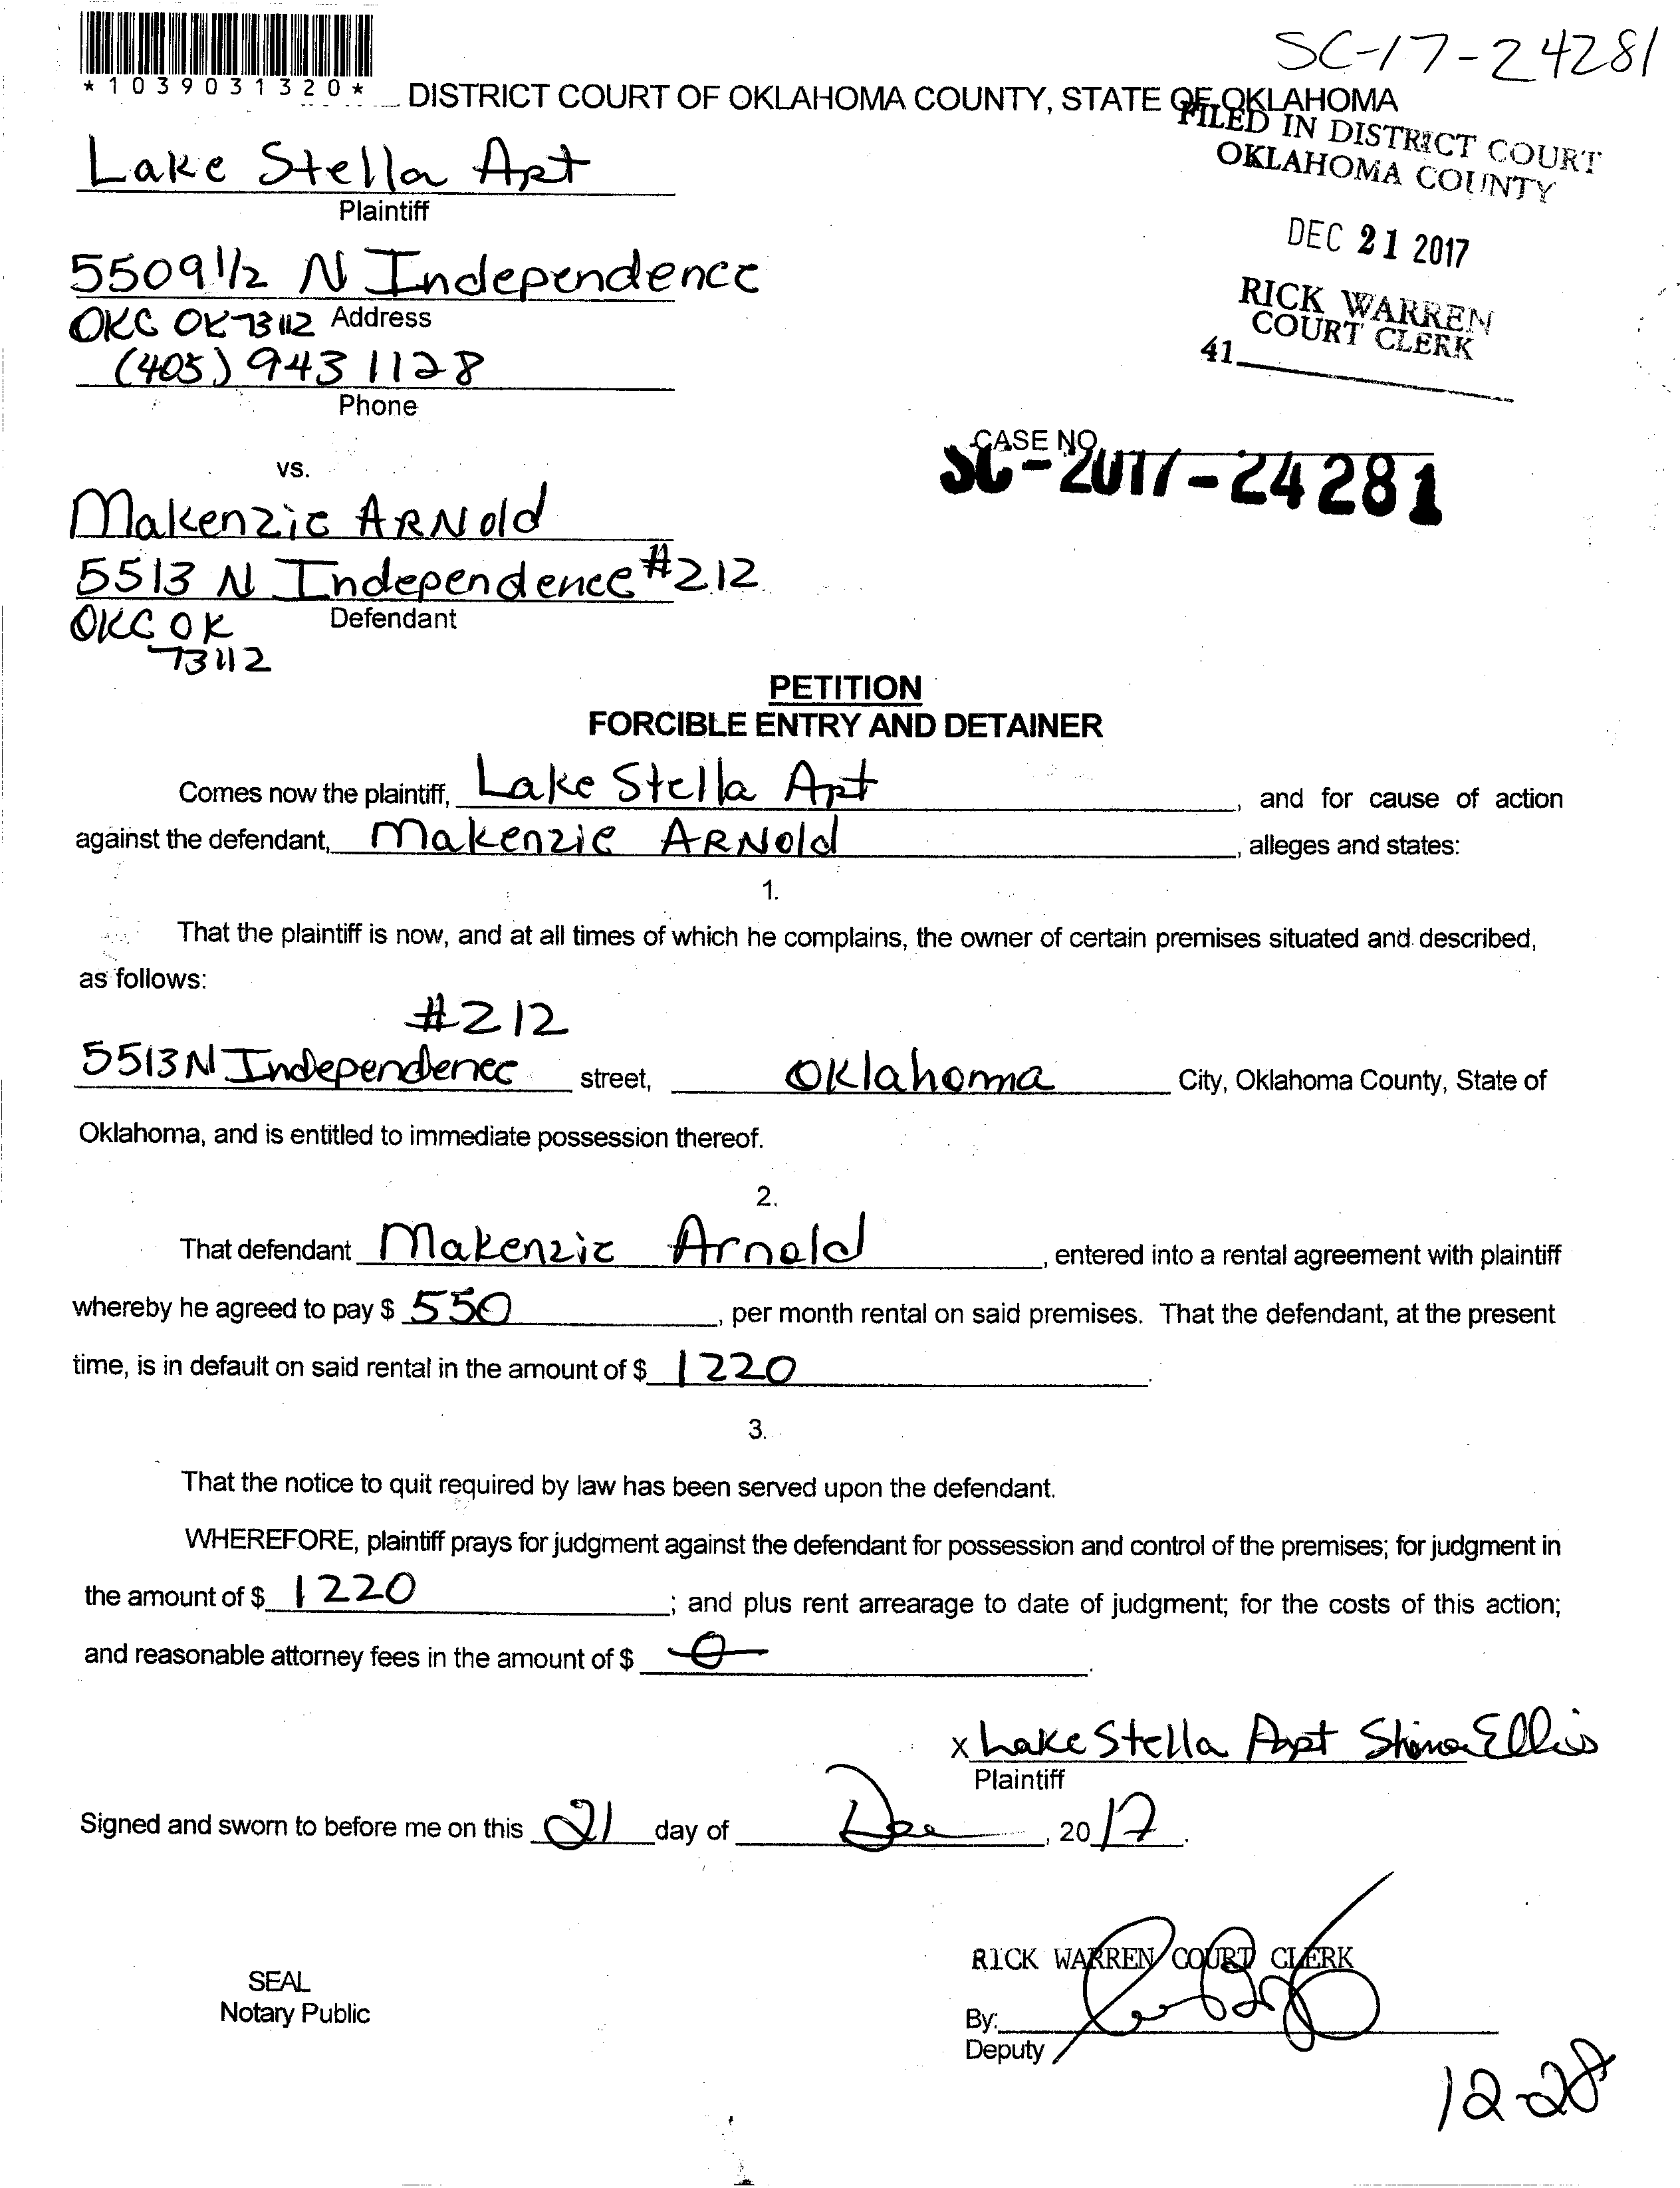 SC-17-24281
*1039031320*
DISTRICT COURT OF OKLAHOMA COUNTY, STATE OF OKLAHOMA
FILED IN DISTRICT COURT
OKLAHOMA COUNTY
Lake Stella Apt
Plaintiff
DEC 21 2017
5509 1/2 N Independence
RICK WARREN
COURT CLERK
OKC OK 73112 Address
41
(405) 943 1128
Phone
CASE NO.
SC-2017-24281
vs.
Makenzie ARNold
5513 N Independence #212
OKC OK Defendant
73112
PETITION
FORCIBLE ENTRY AND DETAINER
Comes now the plaintiff, Lake Stella Apt, and for cause of action
against the defendant, Makenzie ARNold, alleges and states:
1.
That the plaintiff is now, and at all times of which he complains, the owner of certain premises situated and described,
as follows:
#212
5513 N Independence street, Oklahoma City, Oklahoma County, State of
Oklahoma, and is entitled to immediate possession thereof.
2.
That defendant Makenzie Arnold, entered into a rental agreement with plaintiff
whereby he agreed to pay $ 550, per month rental on said premises. That the defendant, at the present
time, is in default on said rental in the amount of $ 1220.
3.
That the notice to quit required by law has been served upon the defendant.
WHEREFORE, plaintiff prays for judgment against the defendant for possession and control of the premises; for judgment in
the amount of $ 1220; and plus rent arrearage to date of judgment; for the costs of this action;
and reasonable attorney fees in the amount of $ 0.
x Lake Stella Apt Ellis
Plaintiff
Signed and sworn to before me on this 21 day of Dec, 2017.
RICK WARREN COURT CLERK
SEAL
Notary Public
By:
Deputy
12-28